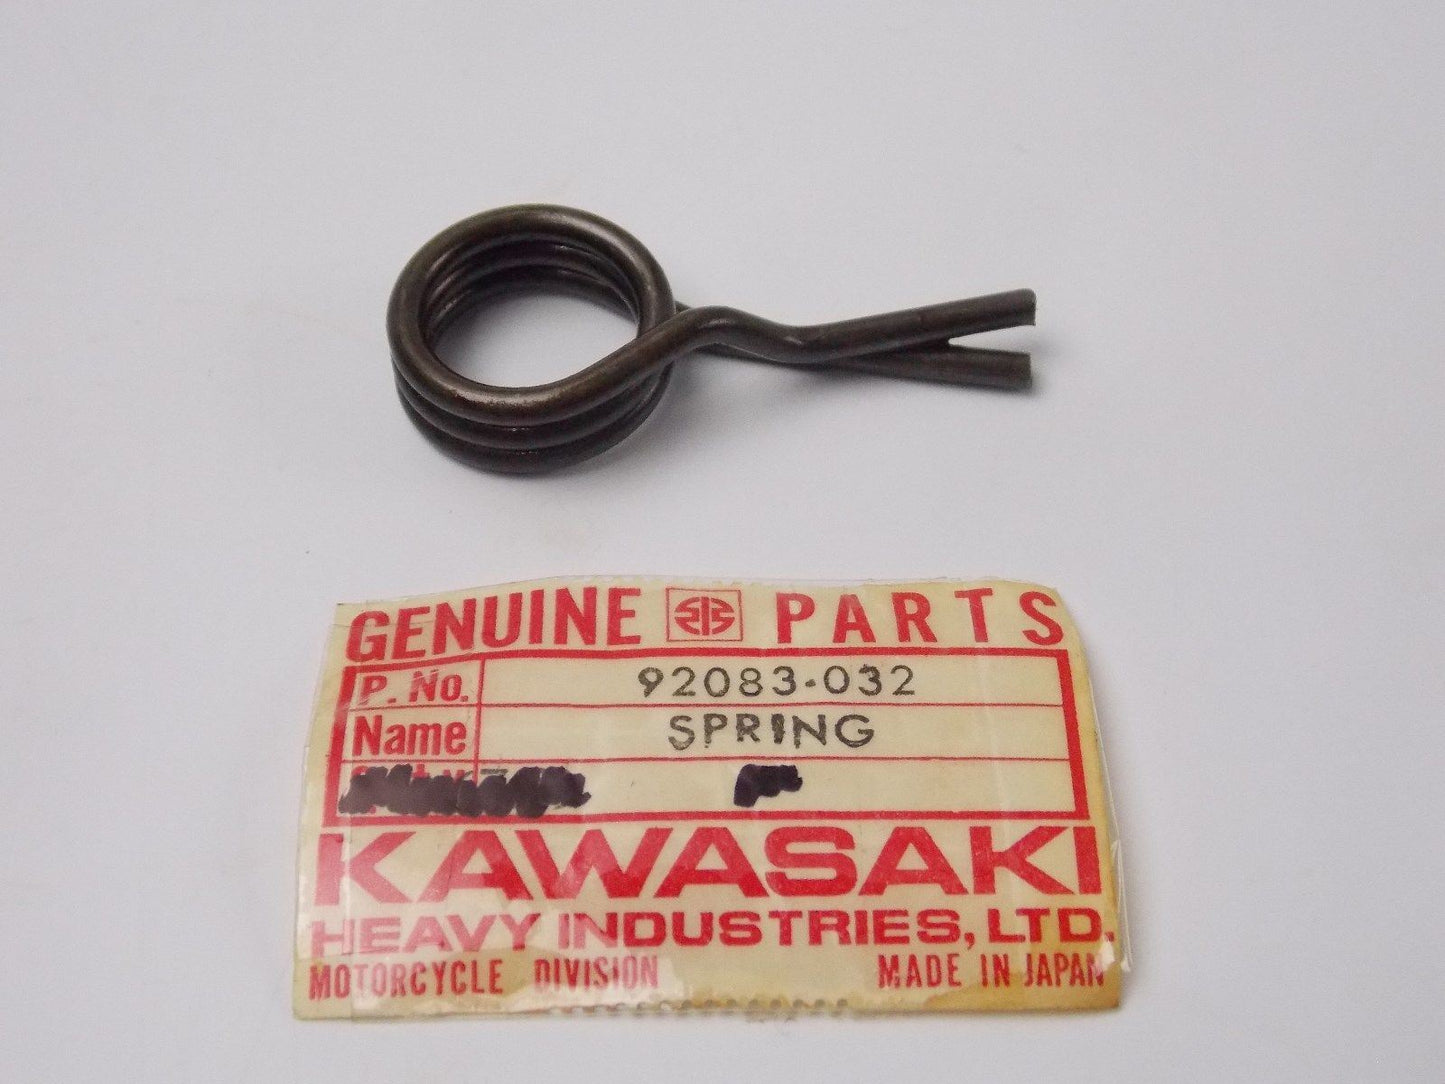 GENUINE PARTS
P. No. 92083-032
Name SPRING
KAWASAKI
HEAVY INDUSTRIES, LTD.
MOTORCYCLE DIVISION MADE IN JAPAN